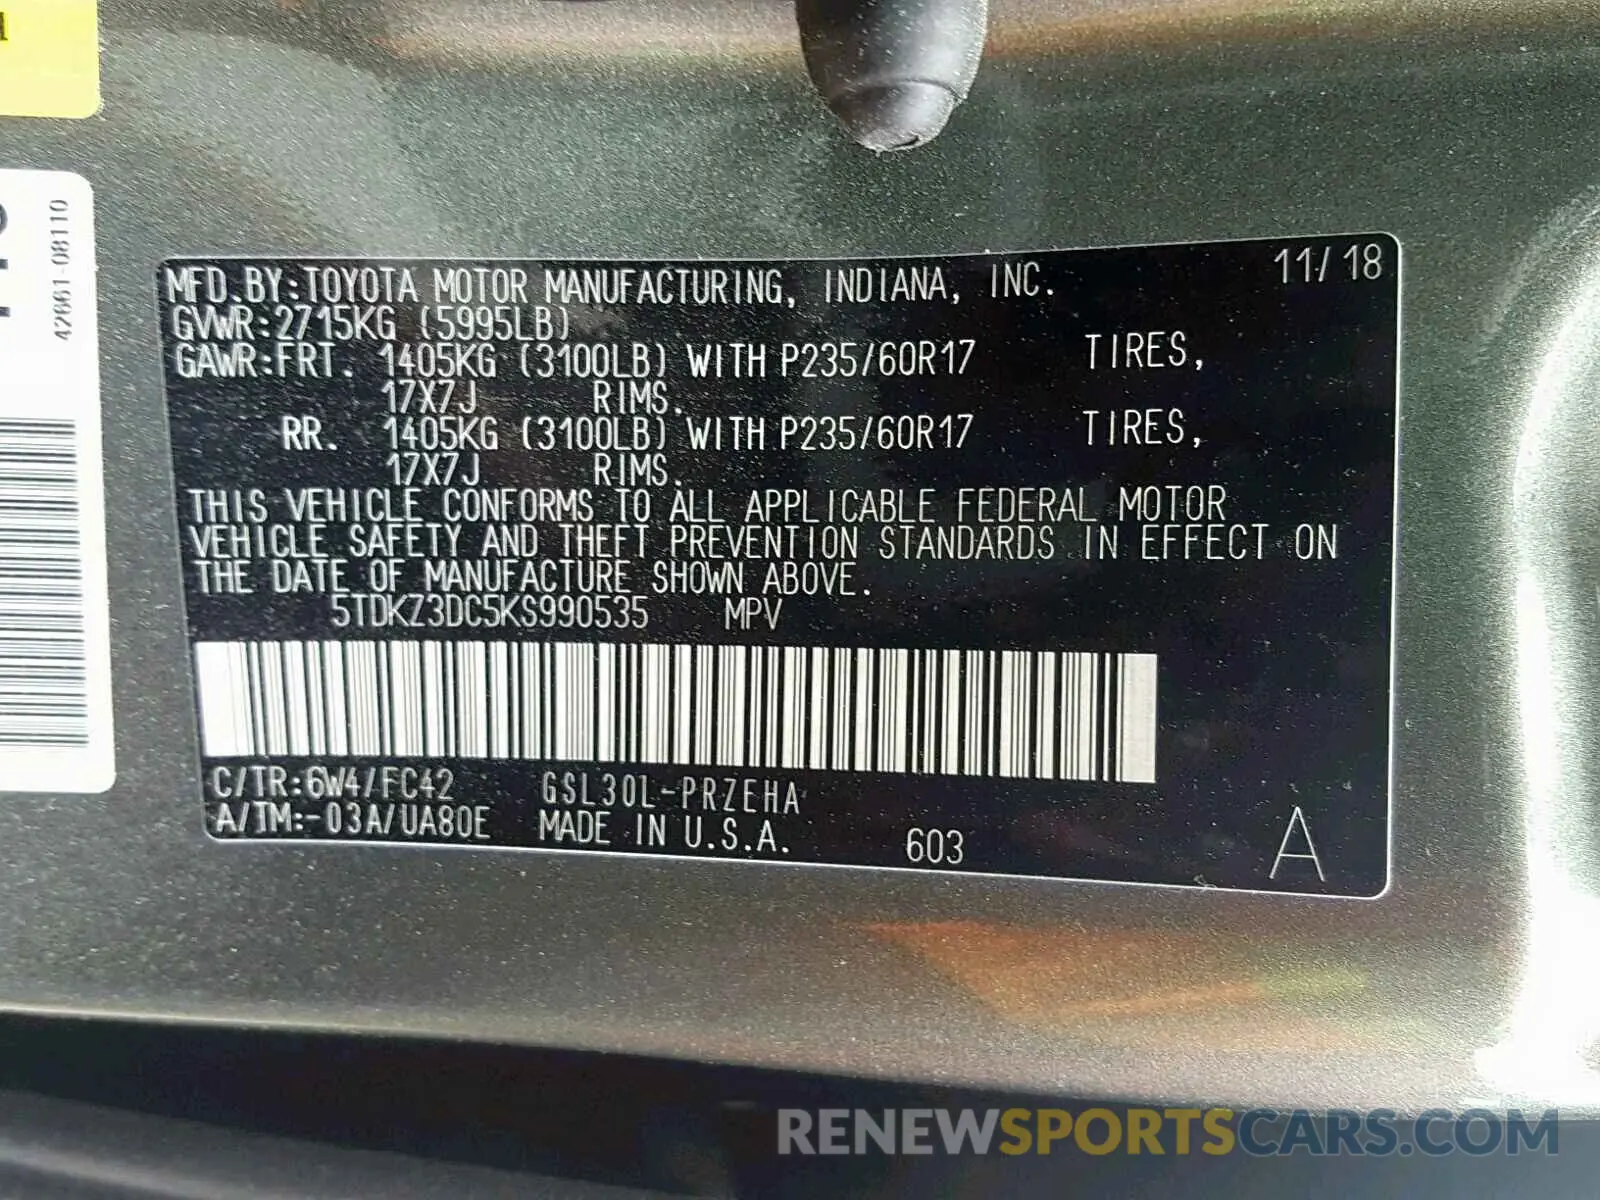 42661-08110
MFD.BY:TOYOTA MOTOR MANUFACTURING, INDIANA, INC. 11/18
GVWR:2715KG (5995LB)
GAWR:FRT. 1405KG (3100LB) WITH P235/60R17 TIRES,
17X7J RIMS.
RR. 1405KG (3100LB) WITH P235/60R17 TIRES,
17X7J RIMS.
THIS VEHICLE CONFORMS TO ALL APPLICABLE FEDERAL MOTOR
VEHICLE SAFETY AND THEFT PREVENTION STANDARDS IN EFFECT ON
THE DATE OF MANUFACTURE SHOWN ABOVE.
5TDKZ3DC5KS990535 MPV
C/TR:6W4/FC42 GSL30L-PRZEHA
A/TM:-03A/UA80E MADE IN U.S.A. 603 A
RENEWSPORTSCARS.COM